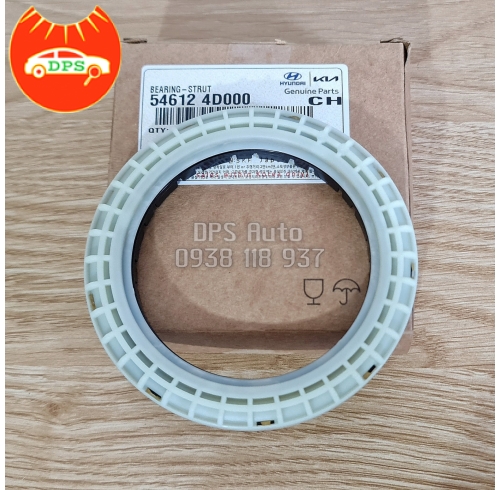 DPS
HYUNDAI KIA
BEARING-STRUT
Genuine Parts
54612 4D000
CH
QTY:
DPS Auto
0938 118 937